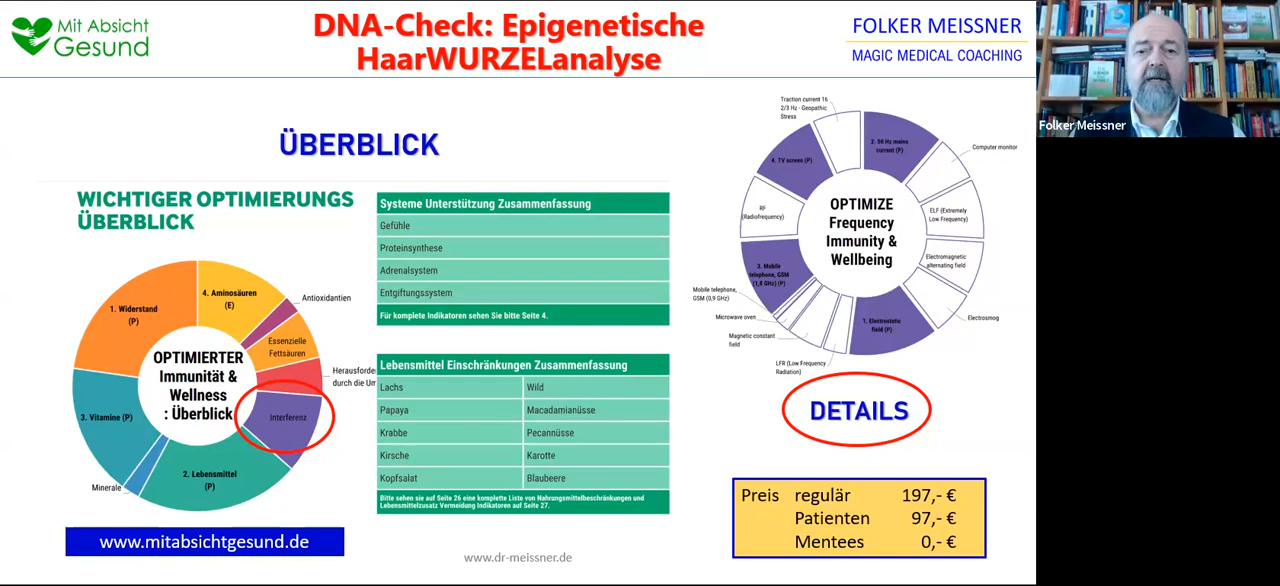 Mit Absicht
Gesund
DNA-Check: Epigenetische
HaarWURZELanalyse
FOLKER MEISSNER
MAGIC MEDICAL COACHING
Folker Meissner
ÜBERBLICK
WICHTIGER OPTIMIERUNGS
ÜBERBLICK
1. Widerstand
(P)
4. Aminosäuren
(E)
Antioxidantien
Essenzielle
Fettsäuren
Herausforder
durch die Um
Interferenz
2. Lebensmittel
(P)
Minerale
3. Vitamine (P)
OPTIMIERTER
Immunität &
Wellness
: Überblick
www.mitabsichtgesund.de
Systeme Unterstützung Zusammenfassung
Gefühle
Proteinsynthese
Adrenalsystem
Entgiftungssystem
Für komplete Indikatoren sehen Sie bitte Seite 4.
Lebensmittel Einschränkungen Zusammenfassung
Lachs Wild
Papaya Macadamianüsse
Krabbe Pecannüsse
Kirsche Karotte
Kopfsalat Blaubeere
Bitte sehen sie auf Seite 26 eine komplette Liste von Nahrungsmittelbeschränkungen und
Lebensmittelzusatz Vermeidung Indikatoren auf Seite 27.
www.dr-meissner.de
Traction current 16
2/3 Hz - Geopathic
Stress
2. 50 Hz mains
current (P)
Computer monitor
ELF (Extremely
Low Frequency)
Electromagnetic
alternating field
Electrosmog
1. Electrostatic
field (P)
LFR (Low Frequency
Radiation)
Magnetic constant
field
Microwave oven
Mobile telephone,
GSM (0,9 GHz)
3. Mobile
telephone, GSM
(1,8 GHz) (P)
RF
(Radiofrequency)
4. TV screen (P)
OPTIMIZE
Frequency
Immunity &
Wellbeing
DETAILS
Preis regulär 197,- €
Patienten 97,- €
Mentees 0,- €